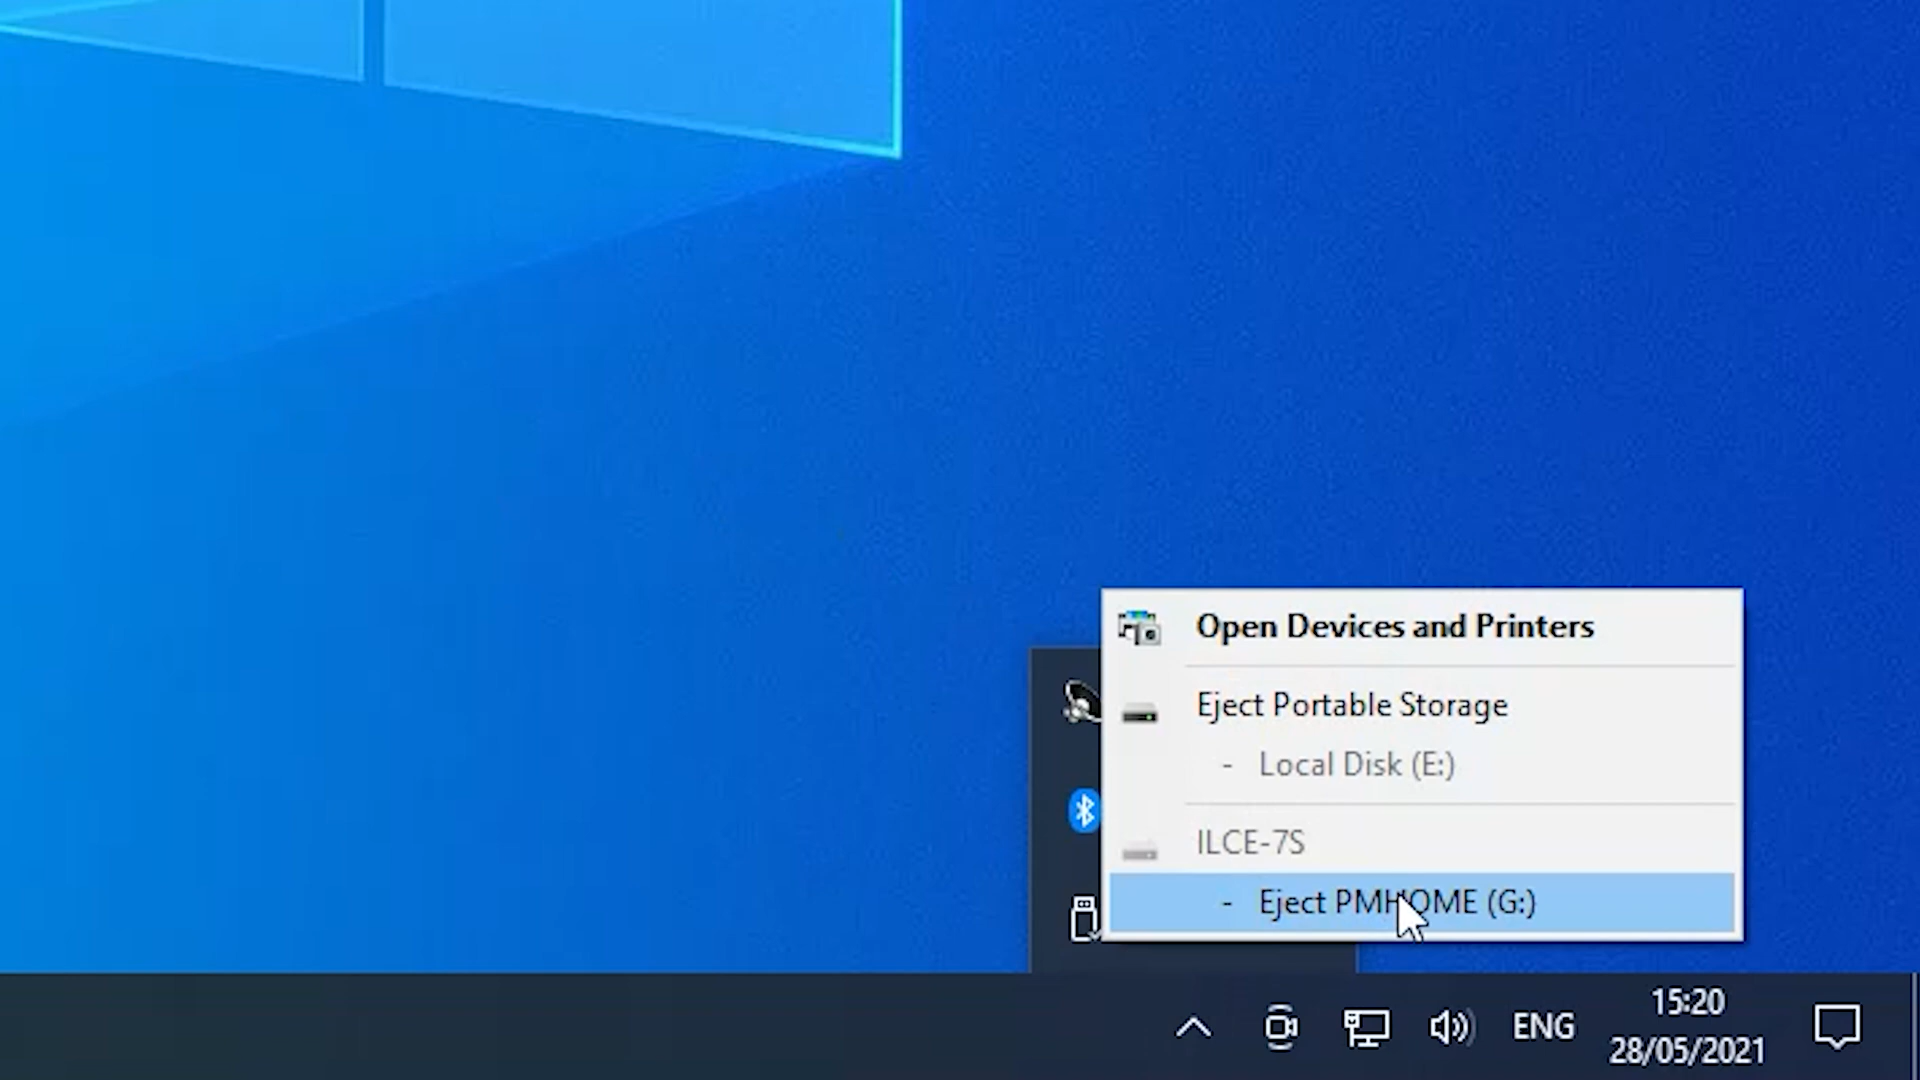 Open Devices and Printers
Eject Portable Storage
- Local Disk (E:)
ILCE-7S
- Eject PMHOME (G:)
ENG
15:20
28/05/2021